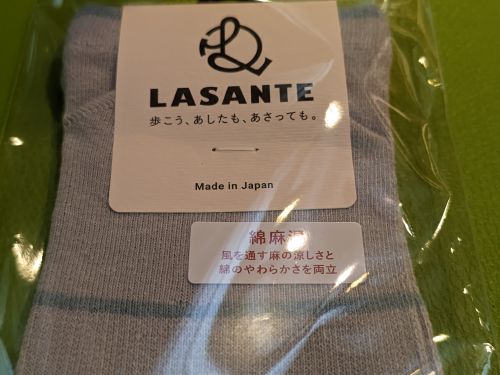 LASANTE
歩こう、あしたも、あさっても。
Made in Japan
綿麻混
風を通す麻の涼しさと
綿のやわらかさを両立